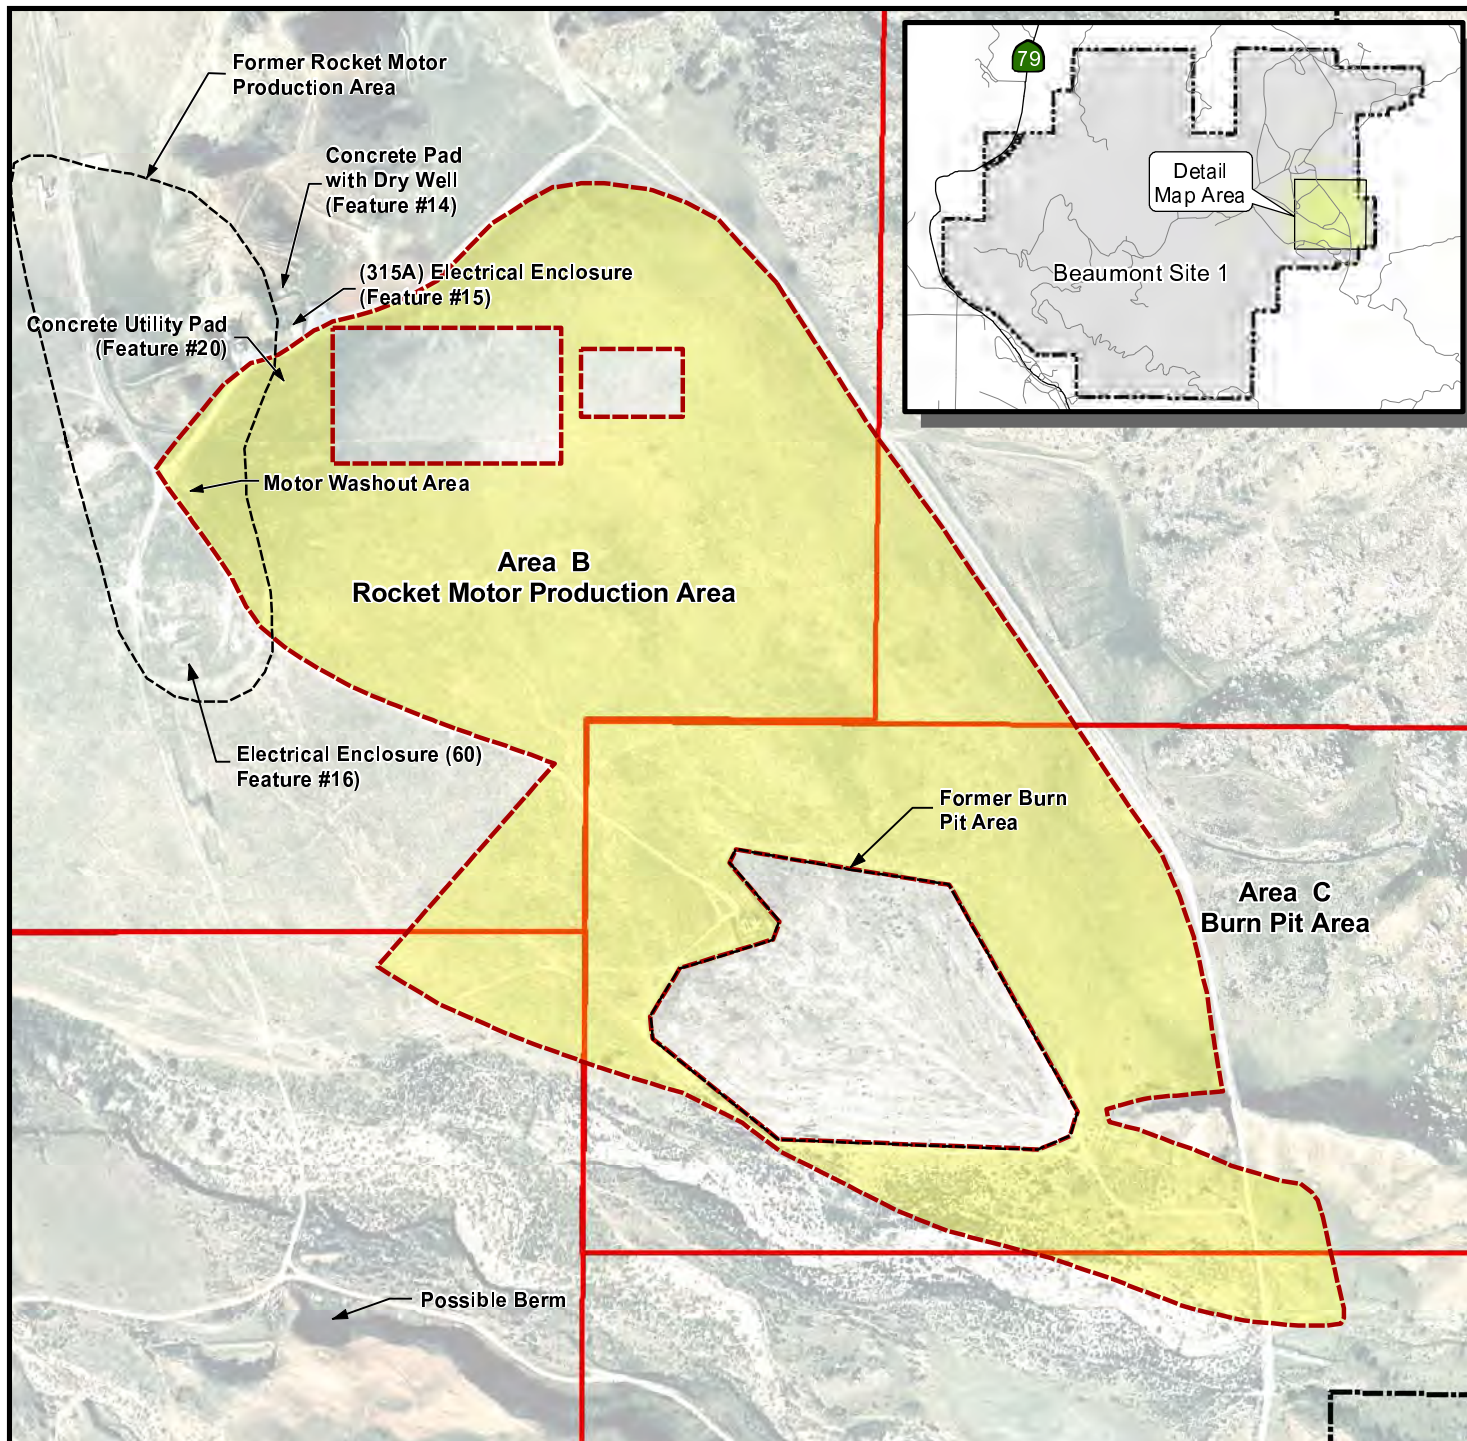 Former Rocket Motor
Production Area
Concrete Pad
with Dry Well
(Feature #14)
(315A) Electrical Enclosure
(Feature #15)
Concrete Utility Pad
(Feature #20)
Motor Washout Area
Area B
Rocket Motor Production Area
Electrical Enclosure (60)
Feature #16)
Former Burn
Pit Area
Area C
Burn Pit Area
Possible Berm
79
Detail
Map Area
Beaumont Site 1